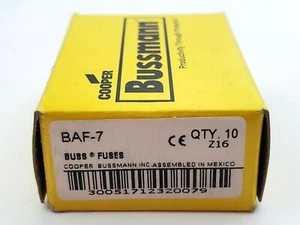 COOPER
Bussmann
Productivity Through Protection
BAF-7
CE QTY. 10
Z16
BUSS® FUSES
COOPER BUSSMANN INC. ASSEMBLED IN MEXICO
30051712320079